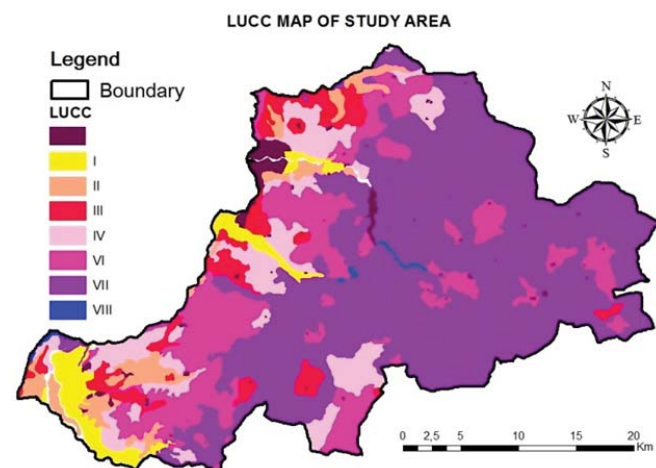 LUCC MAP OF STUDY AREA
Legend
Boundary
LUCC
I
II
III
IV
VI
VII
VIII
N
W E
S
0 2,5 5 10 15 20
Km